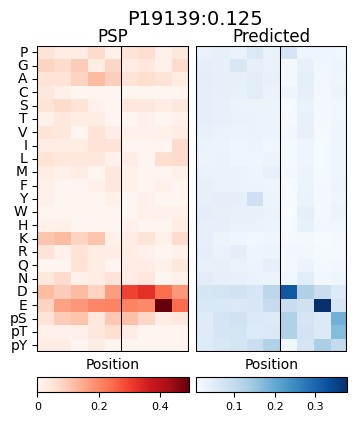 P19139:0.125
PSP Predicted
P
G
A
C
S
T
V
I
L
M
F
Y
W
H
K
R
Q
N
D
E
pS
pT
pY
Position Position
0 0.2 0.4 0.1 0.2 0.3